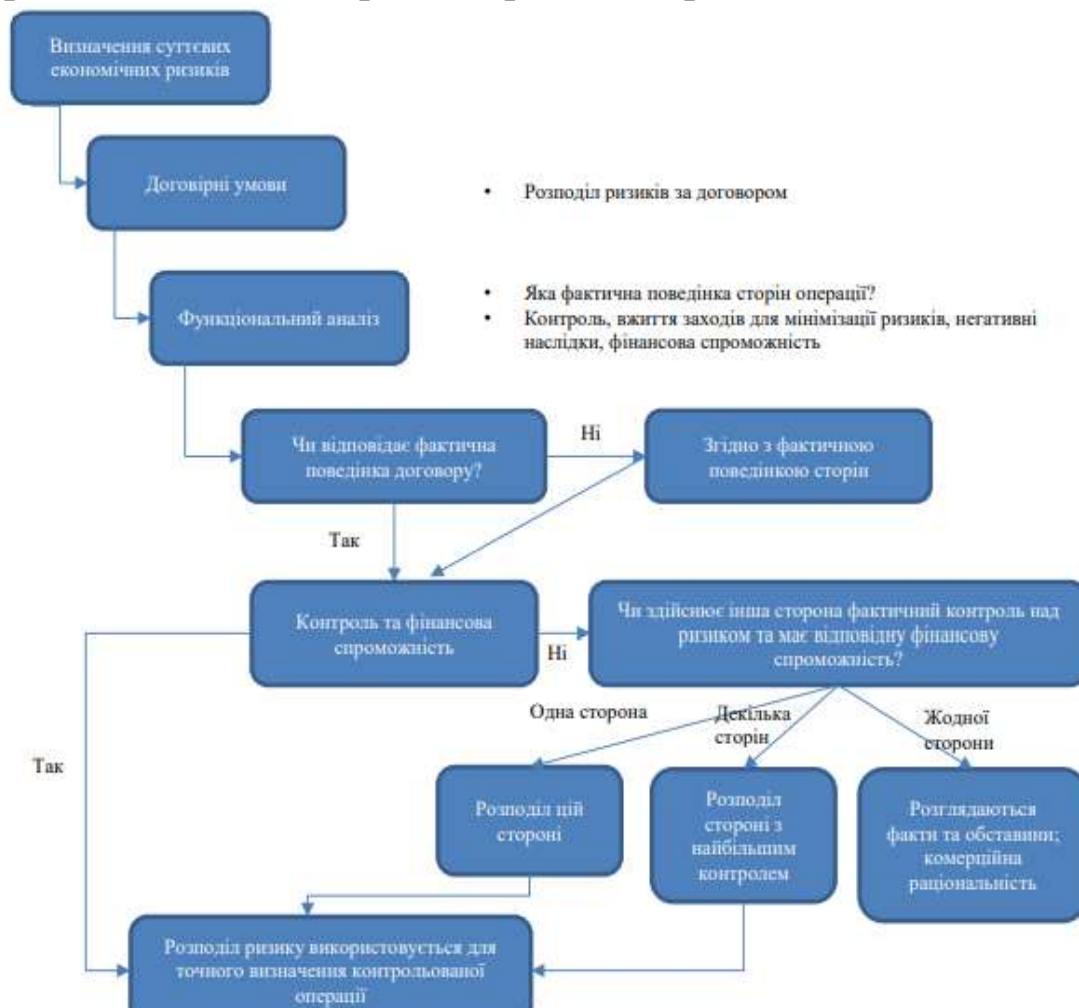 Визначення суттєвих
економічних ризиків
Договірні умови
• Розподіл ризиків за договором
Функціональний аналіз
• Яка фактична поведінка сторін операції?
• Контроль, вжиття заходів для мінімізації ризиків, негативні
наслідки, фінансова спроможність
Чи відповідає фактична
поведінка договору?
Ні
Згідно з фактичною
поведінкою сторін
Так
Контроль та фінансова
спроможність
Ні
Чи здійснює інша сторона фактичний контроль над
ризиком та має відповідну фінансову
спроможність?
Одна сторона
Декілька
сторін
Жодної
сторони
Так
Розподіл цій
стороні
Розподіл
стороні з
найбільшим
контролем
Розглядаються
факти та обставини;
комерційна
раціональність
Розподіл ризику використовується для
точного визначення контрольованої
операції